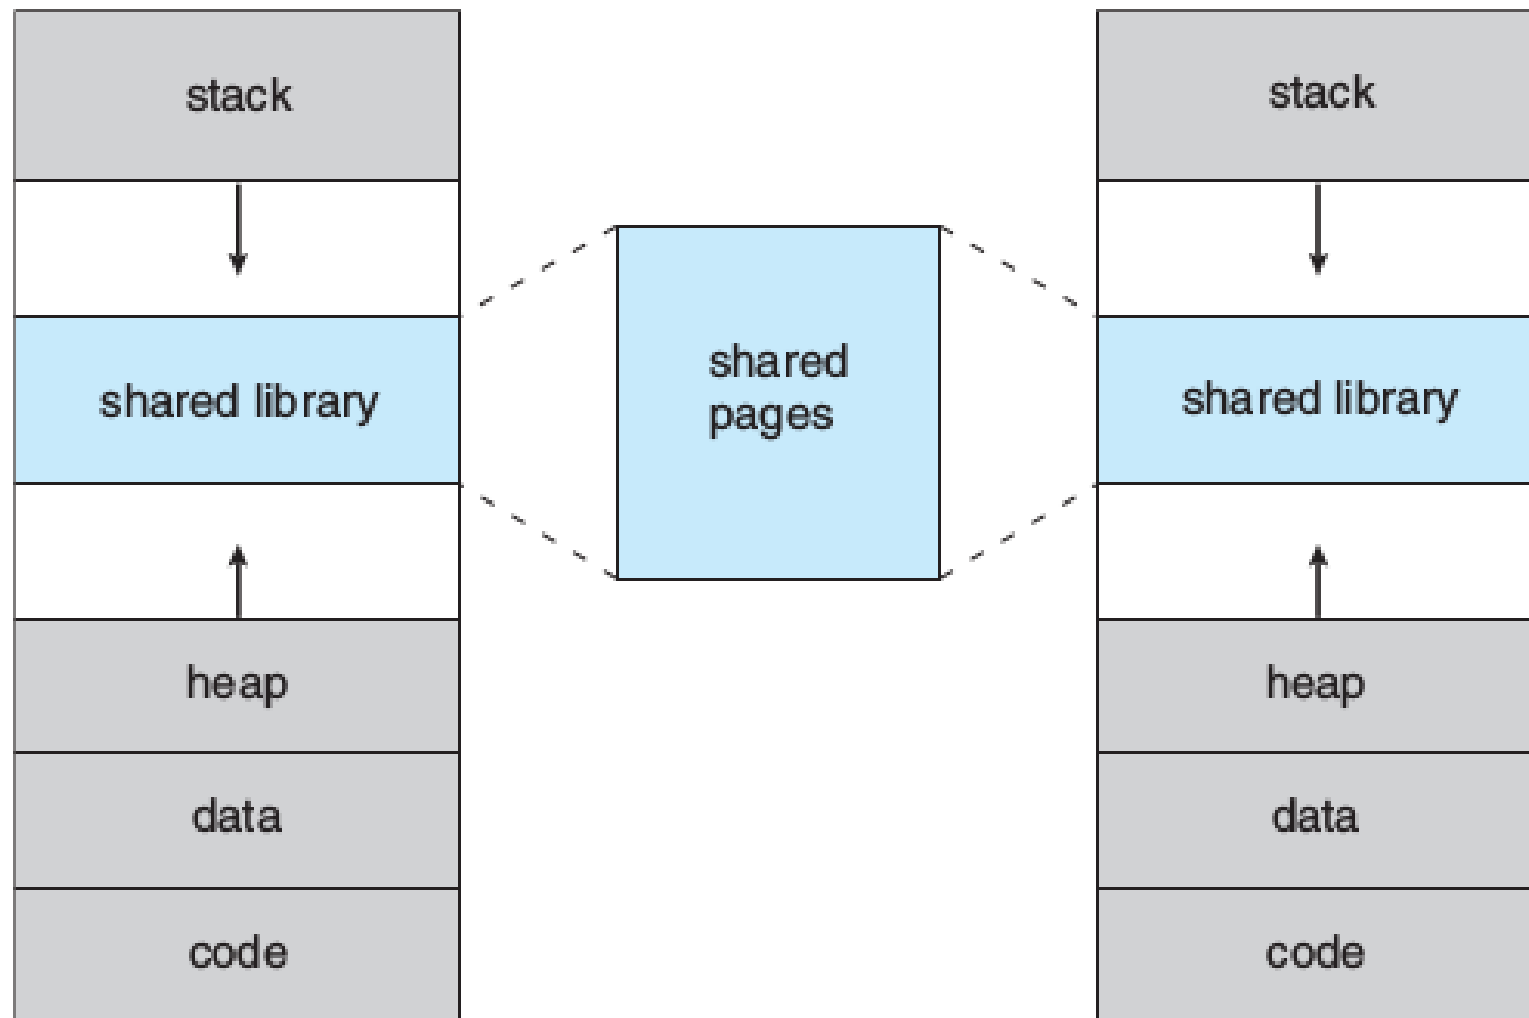 stack
shared library
heap
data
code
shared
pages
stack
shared library
heap
data
code